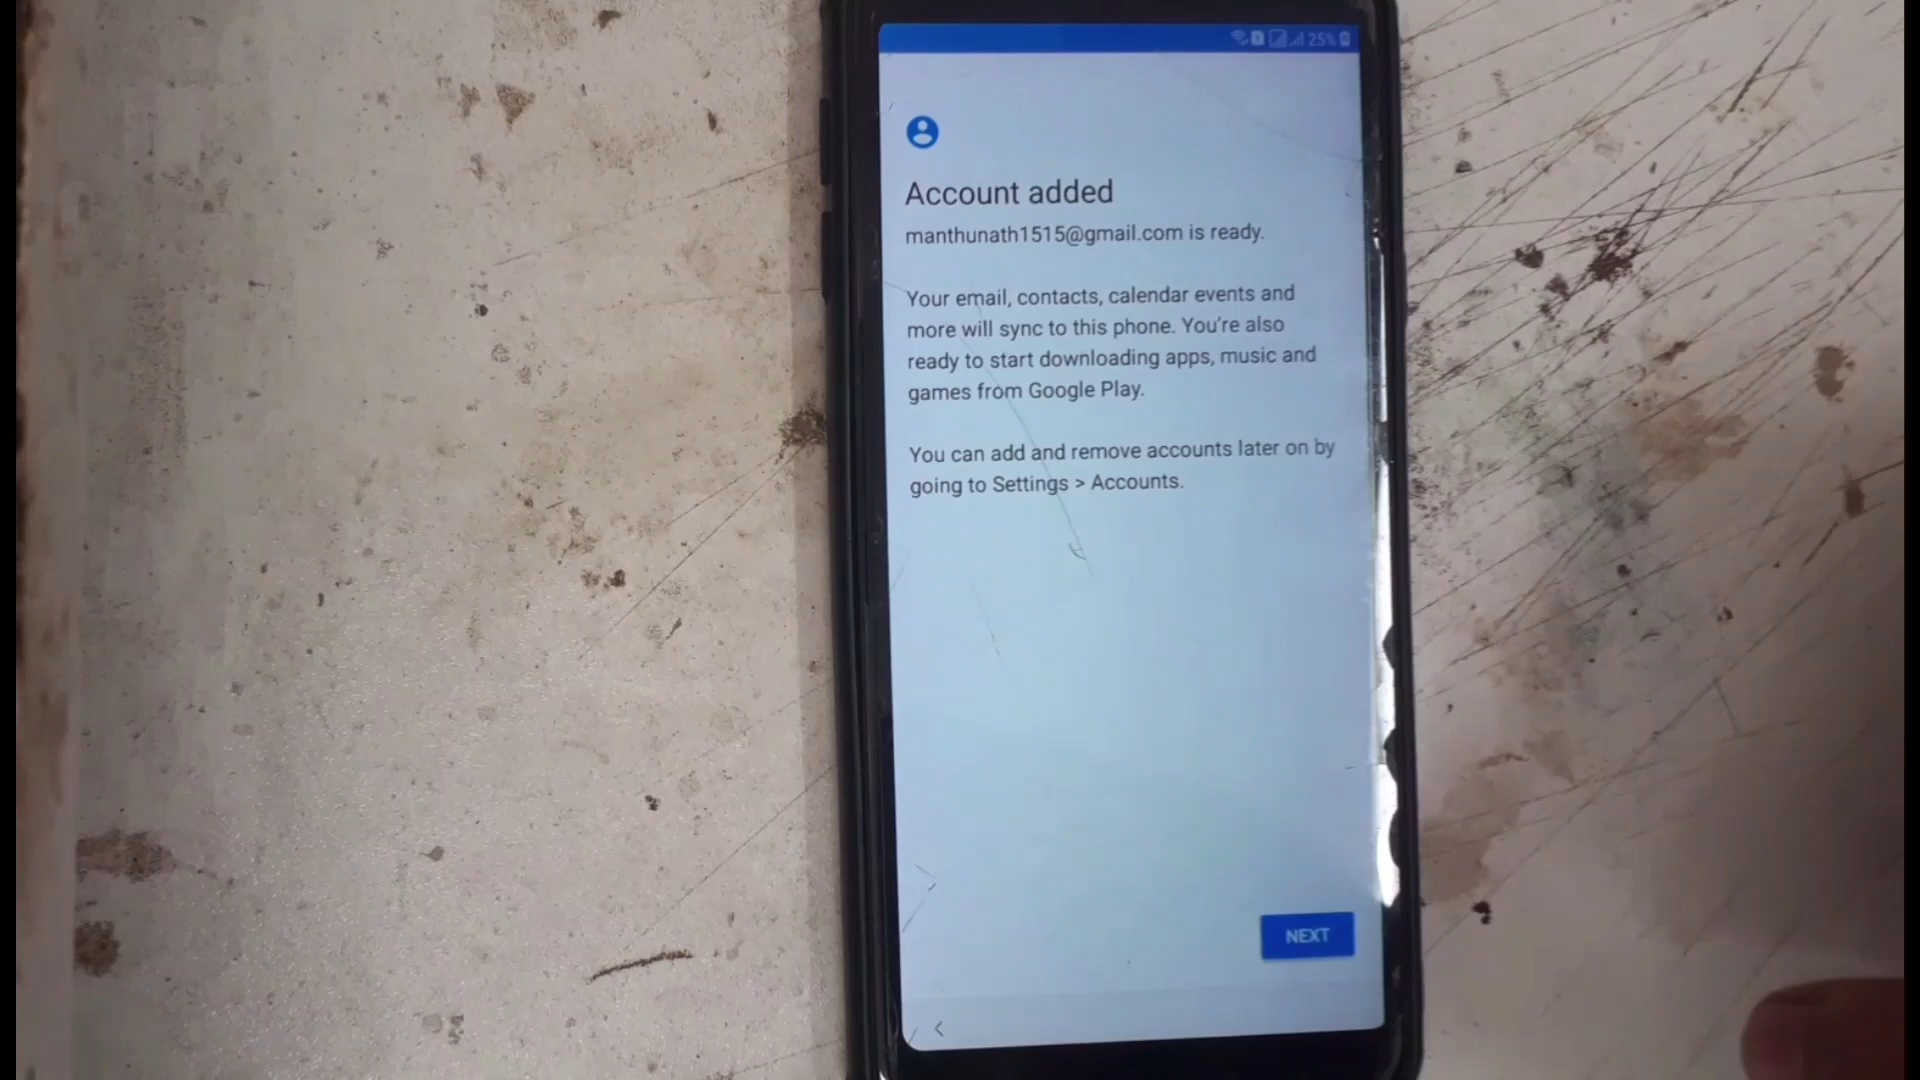 25%
Account added
manthunath1515@gmail.com is ready.
Your email, contacts, calendar events and
more will sync to this phone. You're also
ready to start downloading apps, music and
games from Google Play.
You can add and remove accounts later on by
going to Settings > Accounts.
NEXT